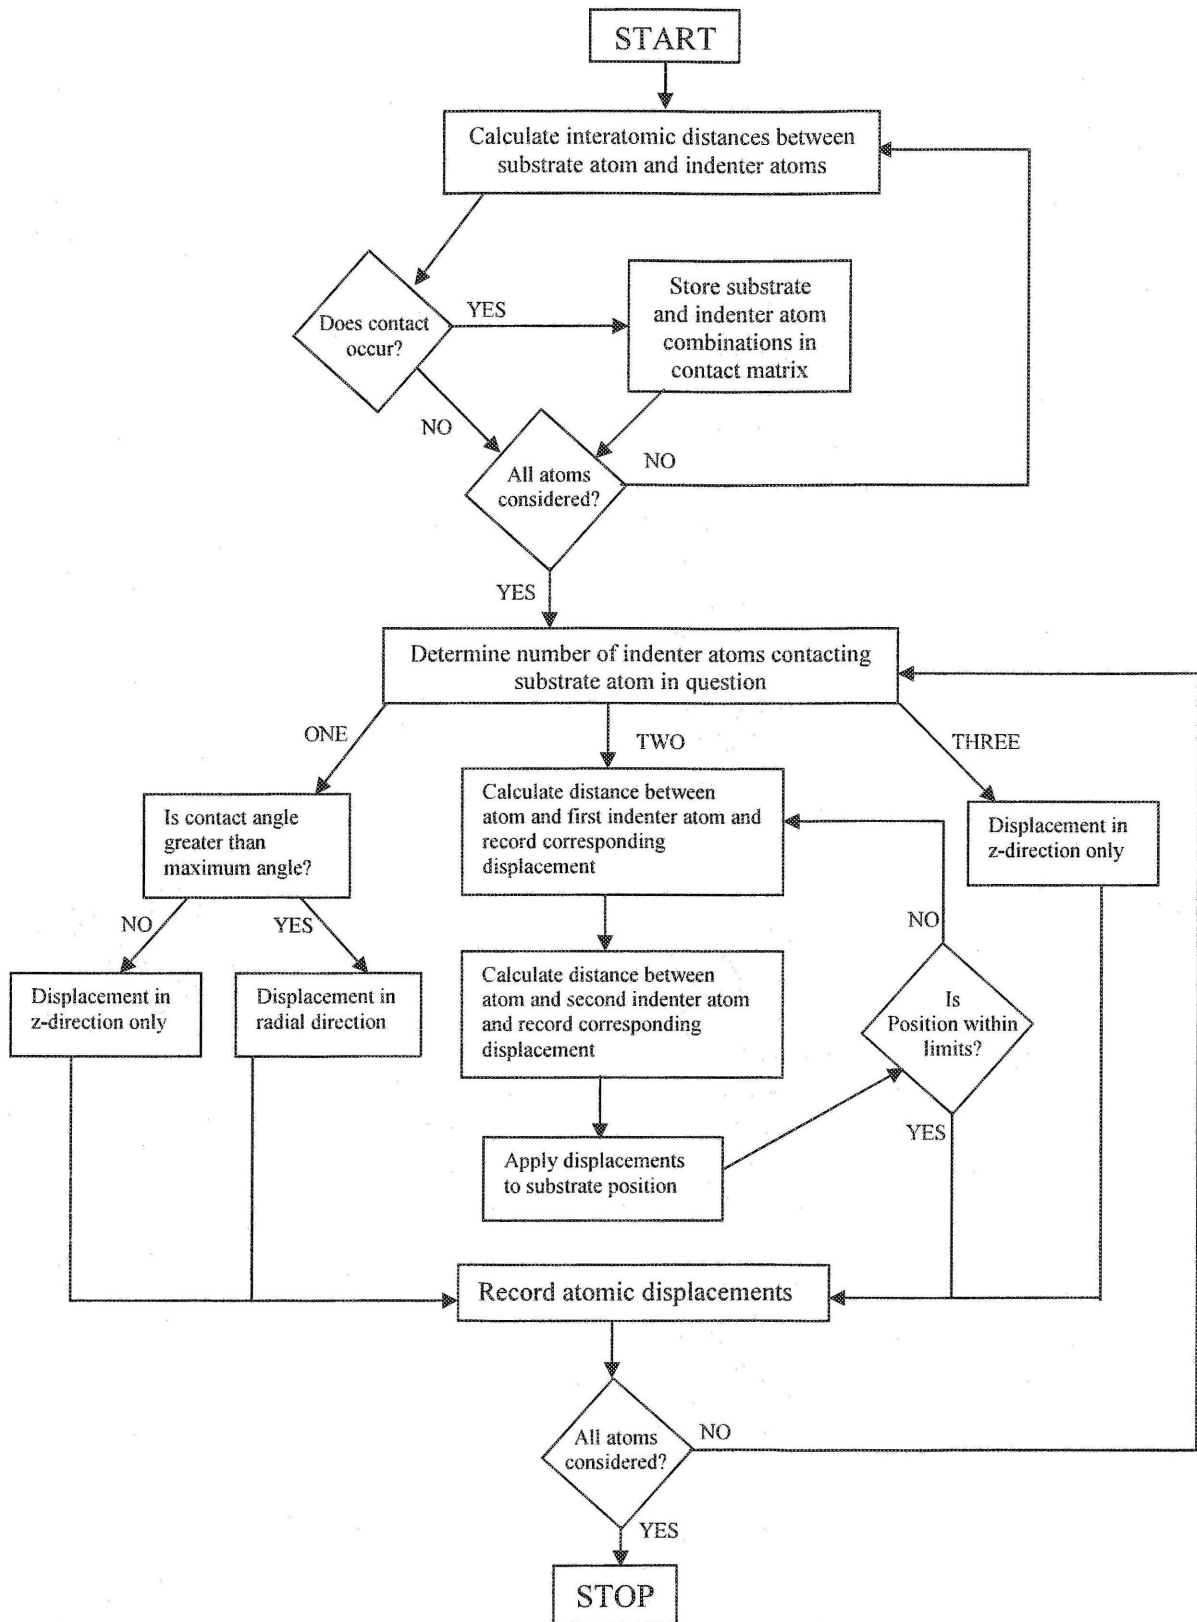 START
Calculate interatomic distances between
substrate atom and indenter atoms
Does contact
occur?
YES
Store substrate
and indenter atom
combinations in
contact matrix
NO
All atoms
considered?
NO
YES
Determine number of indenter atoms contacting
substrate atom in question
ONE
TWO
THREE
Is contact angle
greater than
maximum angle?
Calculate distance between
atom and first indenter atom and
record corresponding
displacement
Displacement in
z-direction only
NO
YES
NO
Displacement in
z-direction only
Displacement in
radial direction
Calculate distance between
atom and second indenter atom
and record corresponding
displacement
Is
Position within
limits?
YES
Apply displacements
to substrate position
Record atomic displacements
All atoms
considered?
NO
YES
STOP